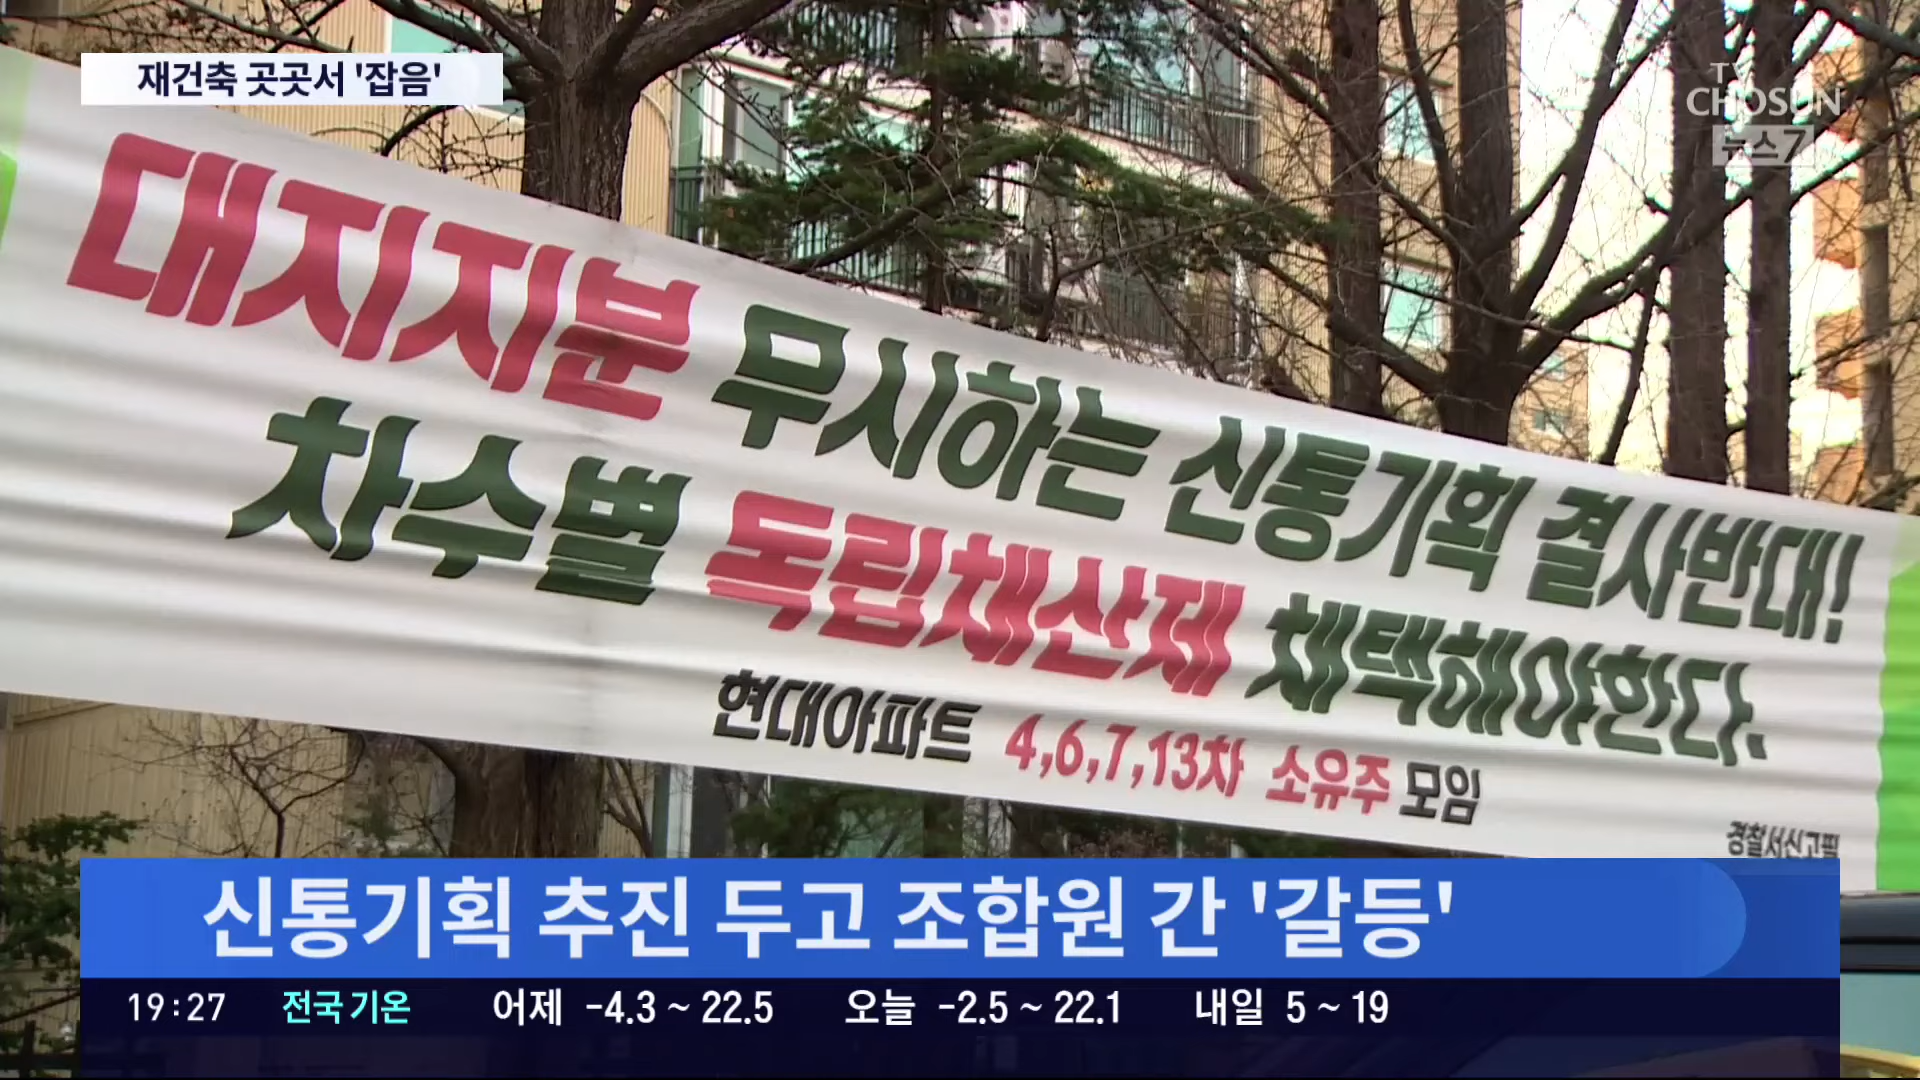 재건축 곳곳서 '잡음'
TV
CHOSUN
뉴스7
대지지분 무시하는 신통기획 결사반대!
차수별 독립채산제 채택해야한다.
현대아파트 4,6,7,13차 소유주 모임
경찰서신고필
신통기획 추진 두고 조합원 간 '갈등'
19:27 전국 기온 어제 -4.3 ~ 22.5 오늘 -2.5 ~ 22.1 내일 5 ~ 19